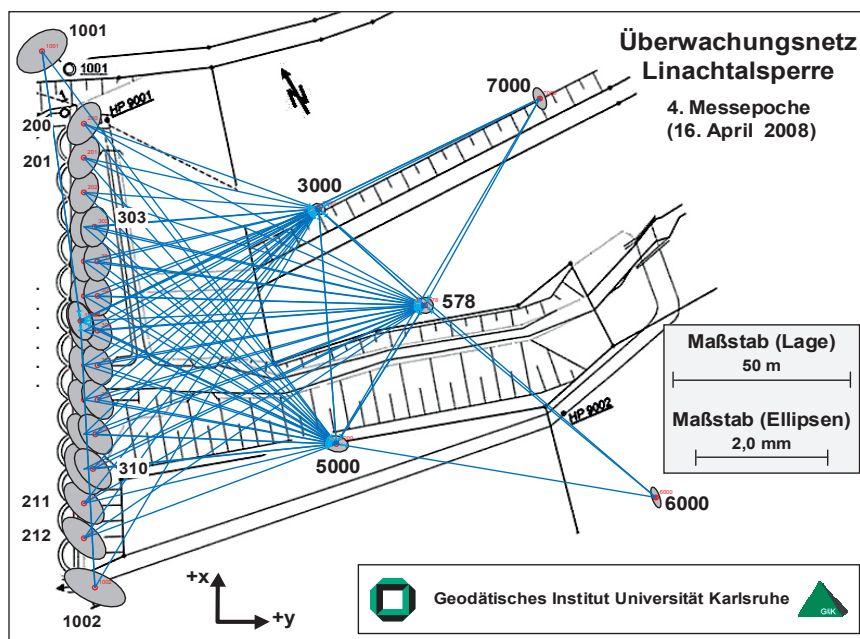 1001
Überwachungsnetz
Linachtalsperre
4. Messepoche
(16. April 2008)
7000
1001
HP 9001
200
201
3000
303
578
Maßstab (Lage)
50 m
Maßstab (Ellipsen)
2,0 mm
HP 9002
310
5000
6000
211
212
+x
+y
1002
Geodätisches Institut Universität Karlsruhe
GIK